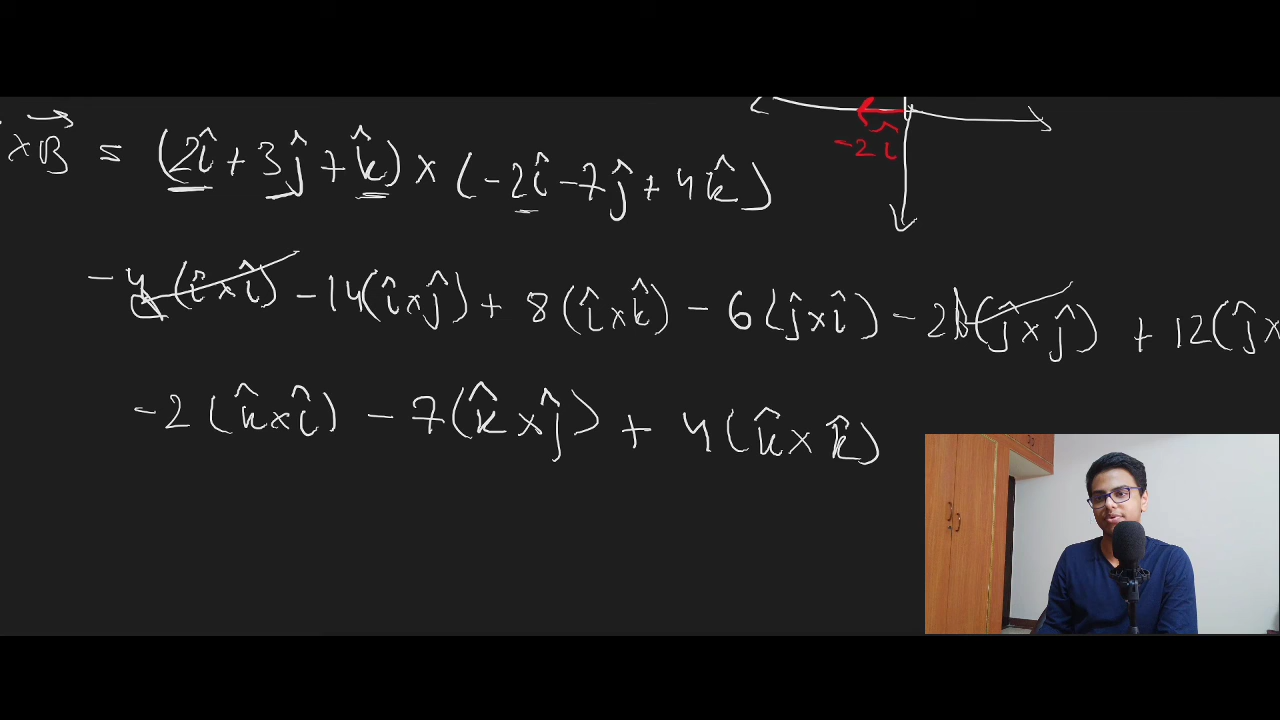 ×B⃗ = (2î + 3ĵ + k̂) × (-2î - 7ĵ + 4k̂)
-2î
-4(î×î) - 14(î×ĵ) + 8(î×k̂) - 6(ĵ×î) - 21(ĵ×ĵ) + 12(ĵ×
-2(k̂×î) - 7(k̂×ĵ) + 4(k̂×k̂)